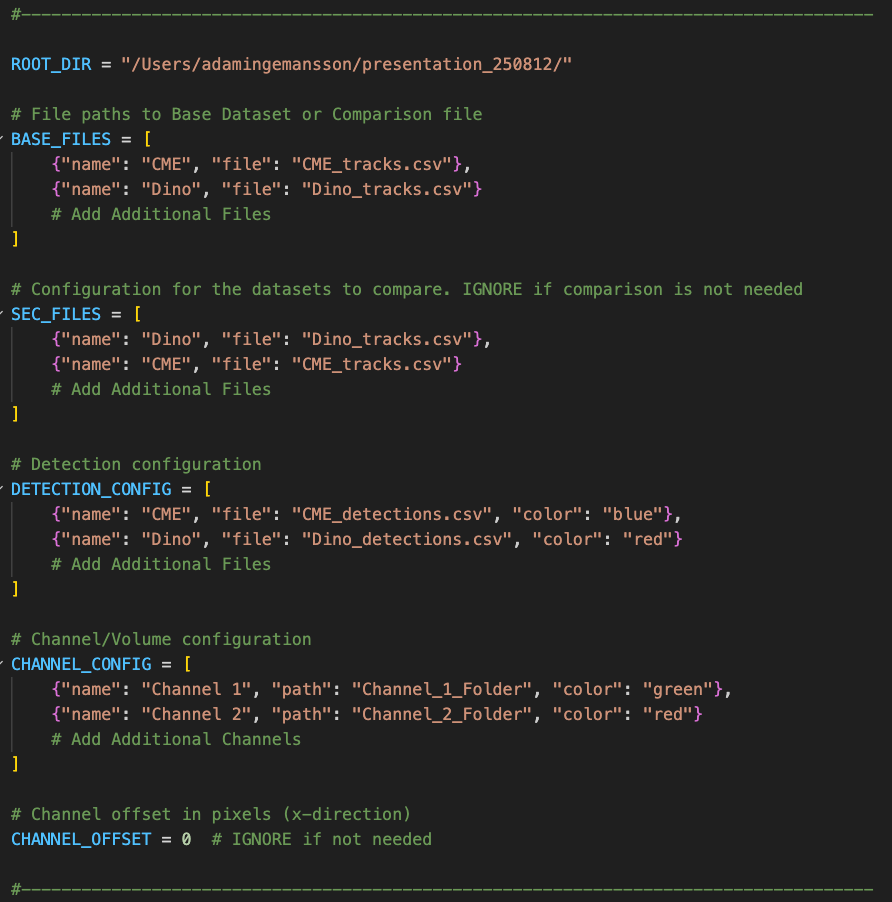 #-------------------------------------------------------------------------------------
ROOT_DIR = "/Users/adamingemansson/presentation_250812/"
# File paths to Base Dataset or Comparison file
BASE_FILES = [
    {"name": "CME", "file": "CME_tracks.csv"},
    {"name": "Dino", "file": "Dino_tracks.csv"}
    # Add Additional Files
]
# Configuration for the datasets to compare. IGNORE if comparison is not needed
SEC_FILES = [
    {"name": "Dino", "file": "Dino_tracks.csv"},
    {"name": "CME", "file": "CME_tracks.csv"}
    # Add Additional Files
]
# Detection configuration
DETECTION_CONFIG = [
    {"name": "CME", "file": "CME_detections.csv", "color": "blue"},
    {"name": "Dino", "file": "Dino_detections.csv", "color": "red"}
    # Add Additional Files
]
# Channel/Volume configuration
CHANNEL_CONFIG = [
    {"name": "Channel 1", "path": "Channel_1_Folder", "color": "green"},
    {"name": "Channel 2", "path": "Channel_2_Folder", "color": "red"}
    # Add Additional Channels
]
# Channel offset in pixels (x-direction)
CHANNEL_OFFSET = 0  # IGNORE if not needed
#-------------------------------------------------------------------------------------